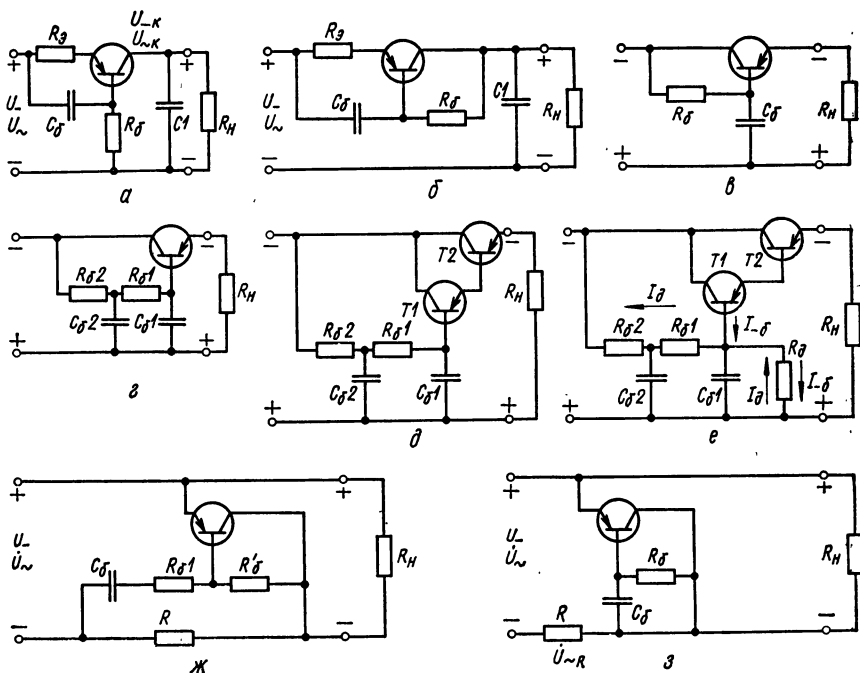 U₋к
U~к
+ Rэ +
U₋
U~
Cб Rб C1 Rн
− −
а
+ Rэ +
U₋
U~
Cб Rб C1 Rн
− −
б
− −
Rб Cб Rн
+ +
в
− −
Rб2 Rб1 Rн
Cб2 Cб1
+ +
г
− T2 −
T1 Rн
Rб2 Rб1
Cб2 Cб1
+ +
д
− −
T1 T2
Iд I₋б Rн
Rб2 Rб1 Rд
Cб2 Cб1 Iд I₋б
+ +
е
+ +
U₋
U̇~
Cб Rб1 R'б Rн
− R −
ж
+ +
U₋
U̇~
Rб Rн
Cб
− R −
U̇~R
з